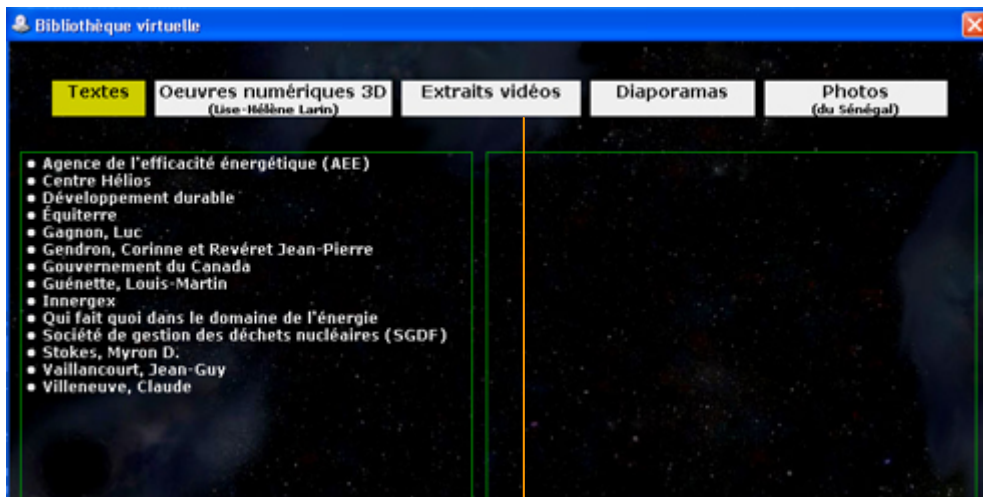 Bibliothèque virtuelle
Textes
Oeuvres numériques 3D
(Lise-Hélène Larin)
Extraits vidéos
Diaporamas
Photos
(du Sénégal)
• Agence de l'efficacité énergétique (AEE)
• Centre Hélios
• Développement durable
• Équiterre
• Gagnon, Luc
• Gendron, Corinne et Revéret Jean-Pierre
• Gouvernement du Canada
• Guénette, Louis-Martin
• Innergex
• Qui fait quoi dans le domaine de l'énergie
• Société de gestion des déchets nucléaires (SGDF)
• Stokes, Myron D.
• Vaillancourt, Jean-Guy
• Villeneuve, Claude